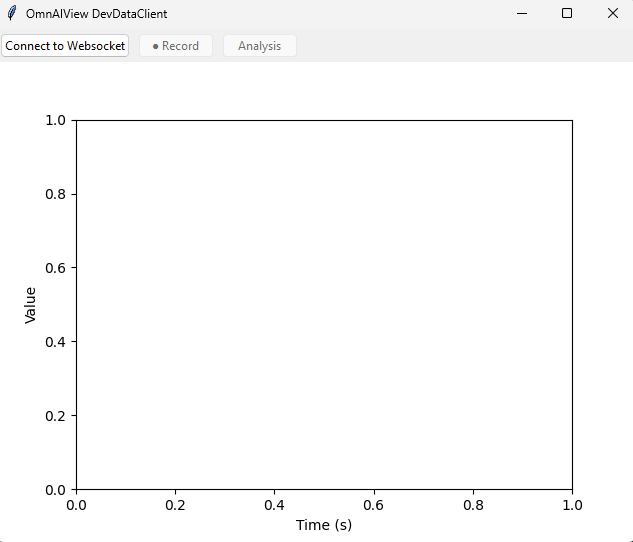 OmnAIView DevDataClient
Connect to Websocket
● Record
Analysis
1.0
0.8
0.6
0.4
0.2
0.0
Value
0.0 0.2 0.4 0.6 0.8 1.0
Time (s)